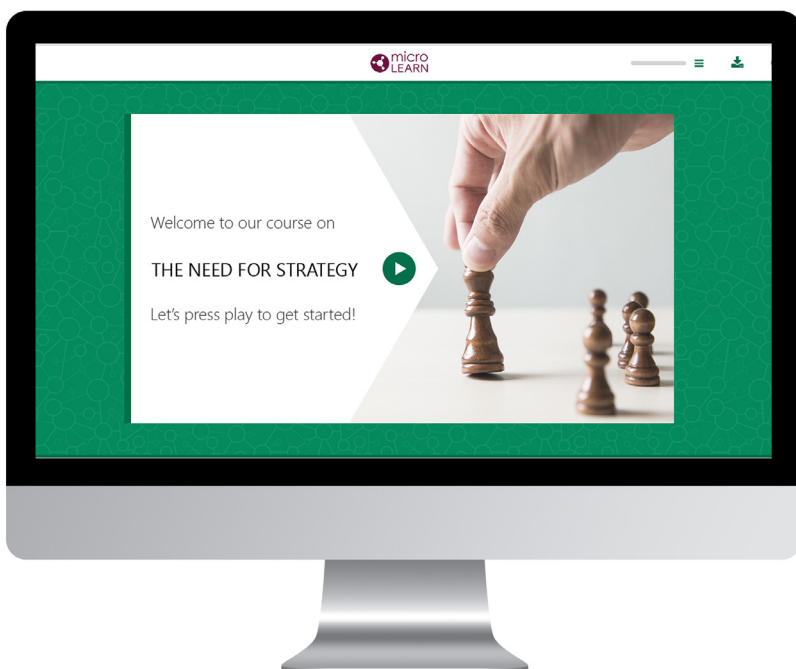 micro
LEARN
Welcome to our course on
THE NEED FOR STRATEGY
Let's press play to get started!